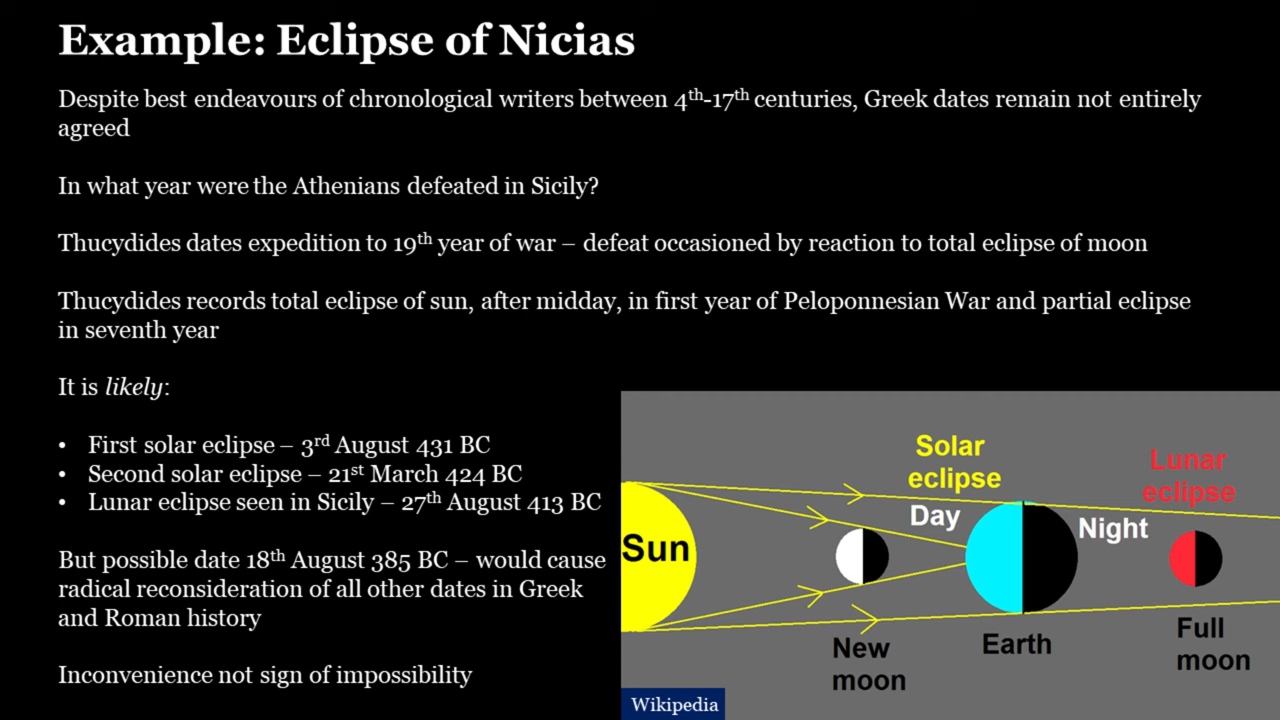 Example: Eclipse of Nicias
Despite best endeavours of chronological writers between 4th-17th centuries, Greek dates remain not entirely
agreed
In what year were the Athenians defeated in Sicily?
Thucydides dates expedition to 19th year of war – defeat occasioned by reaction to total eclipse of moon
Thucydides records total eclipse of sun, after midday, in first year of Peloponnesian War and partial eclipse
in seventh year
It is likely:
• First solar eclipse – 3rd August 431 BC
• Second solar eclipse – 21st March 424 BC
• Lunar eclipse seen in Sicily – 27th August 413 BC
But possible date 18th August 385 BC – would cause
radical reconsideration of all other dates in Greek
and Roman history
Inconvenience not sign of impossibility
Solar
eclipse
Lunar
eclipse
Day
Night
Sun
New
moon
Earth
Full
moon
Wikipedia